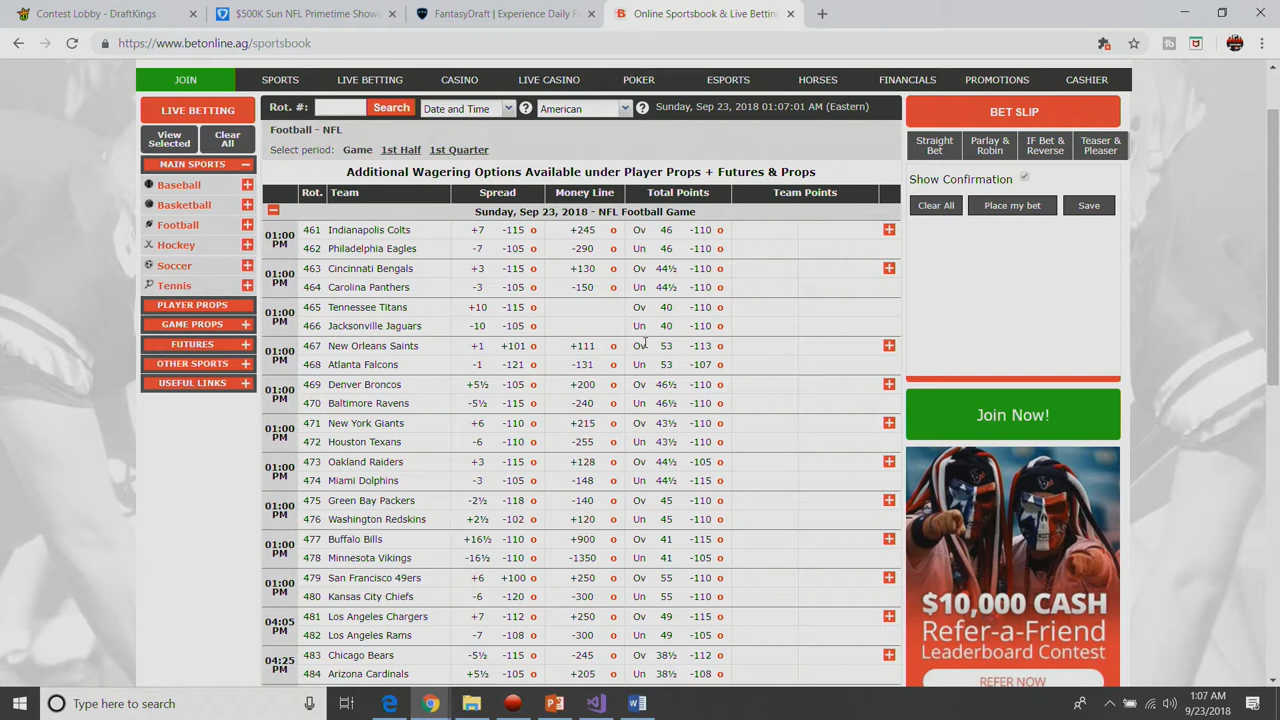 Contest Lobby - DraftKings
$500K Sun NFL Primetime Show
FantasyDraft | Experience Daily F
Online Sportsbook & Live Bettin
https://www.betonline.ag/sportsbook
JOIN SPORTS LIVE BETTING CASINO LIVE CASINO POKER ESPORTS HORSES FINANCIALS PROMOTIONS CASHIER
LIVE BETTING
View Selected
Clear All
MAIN SPORTS
Baseball
Basketball
Football
Hockey
Soccer
Tennis
PLAYER PROPS
GAME PROPS
FUTURES
OTHER SPORTS
USEFUL LINKS
Rot. #: Search Date and Time ? American ? Sunday, Sep 23, 2018 01:07:01 AM (Eastern)
Football - NFL
Select period: Game 1st Half 1st Quarter
Additional Wagering Options Available under Player Props + Futures & Props
Rot. Team Spread Money Line Total Points Team Points
Sunday, Sep 23, 2018 - NFL Football Game
01:00 PM
461 Indianapolis Colts +7 -115 o +245 o Ov 46 -110 o
462 Philadelphia Eagles -7 -105 o -290 o Un 46 -110 o
01:00 PM
463 Cincinnati Bengals +3 -115 o +130 o Ov 44½ -110 o
464 Carolina Panthers -3 -105 o -150 o Un 44½ -110 o
01:00 PM
465 Tennessee Titans +10 -115 o Ov 40 -110 o
466 Jacksonville Jaguars -10 -105 o Un 40 -110 o
01:00 PM
467 New Orleans Saints +1 +101 o +111 o Ov 53 -113 o
468 Atlanta Falcons -1 -121 o -131 o Un 53 -107 o
01:00 PM
469 Denver Broncos +5½ -105 o +200 o Ov 46½ -110 o
470 Baltimore Ravens -5½ -115 o -240 o Un 46½ -110 o
01:00 PM
471 New York Giants +6 -110 o +215 o Ov 43½ -110 o
472 Houston Texans -6 -110 o -255 o Un 43½ -110 o
01:00 PM
473 Oakland Raiders +3 -115 o +128 o Ov 44½ -105 o
474 Miami Dolphins -3 -105 o -148 o Un 44½ -115 o
01:00 PM
475 Green Bay Packers -2½ -118 o -140 o Ov 45 -110 o
476 Washington Redskins +2½ -102 o +120 o Un 45 -110 o
01:00 PM
477 Buffalo Bills +16½ -110 o +900 o Ov 41 -115 o
478 Minnesota Vikings -16½ -110 o -1350 o Un 41 -105 o
01:00 PM
479 San Francisco 49ers +6 +100 o +250 o Ov 55 -110 o
480 Kansas City Chiefs -6 -120 o -300 o Un 55 -110 o
04:05 PM
481 Los Angeles Chargers +7 -112 o +250 o Ov 49 -105 o
482 Los Angeles Rams -7 -108 o -300 o Un 49 -115 o
04:25 PM
483 Chicago Bears -5½ -115 o -245 o Ov 38½ -112 o
484 Arizona Cardinals +5½ -105 o +205 o Un 38½ -108 o
BET SLIP
Straight Bet
Parlay & Robin
IF Bet & Reverse
Teaser & Pleaser
Show Confirmation
Clear All Place my bet Save
Join Now!
$10,000 CASH
Refer-a-Friend
Leaderboard Contest
REFER NOW
Type here to search
1:07 AM
9/23/2018